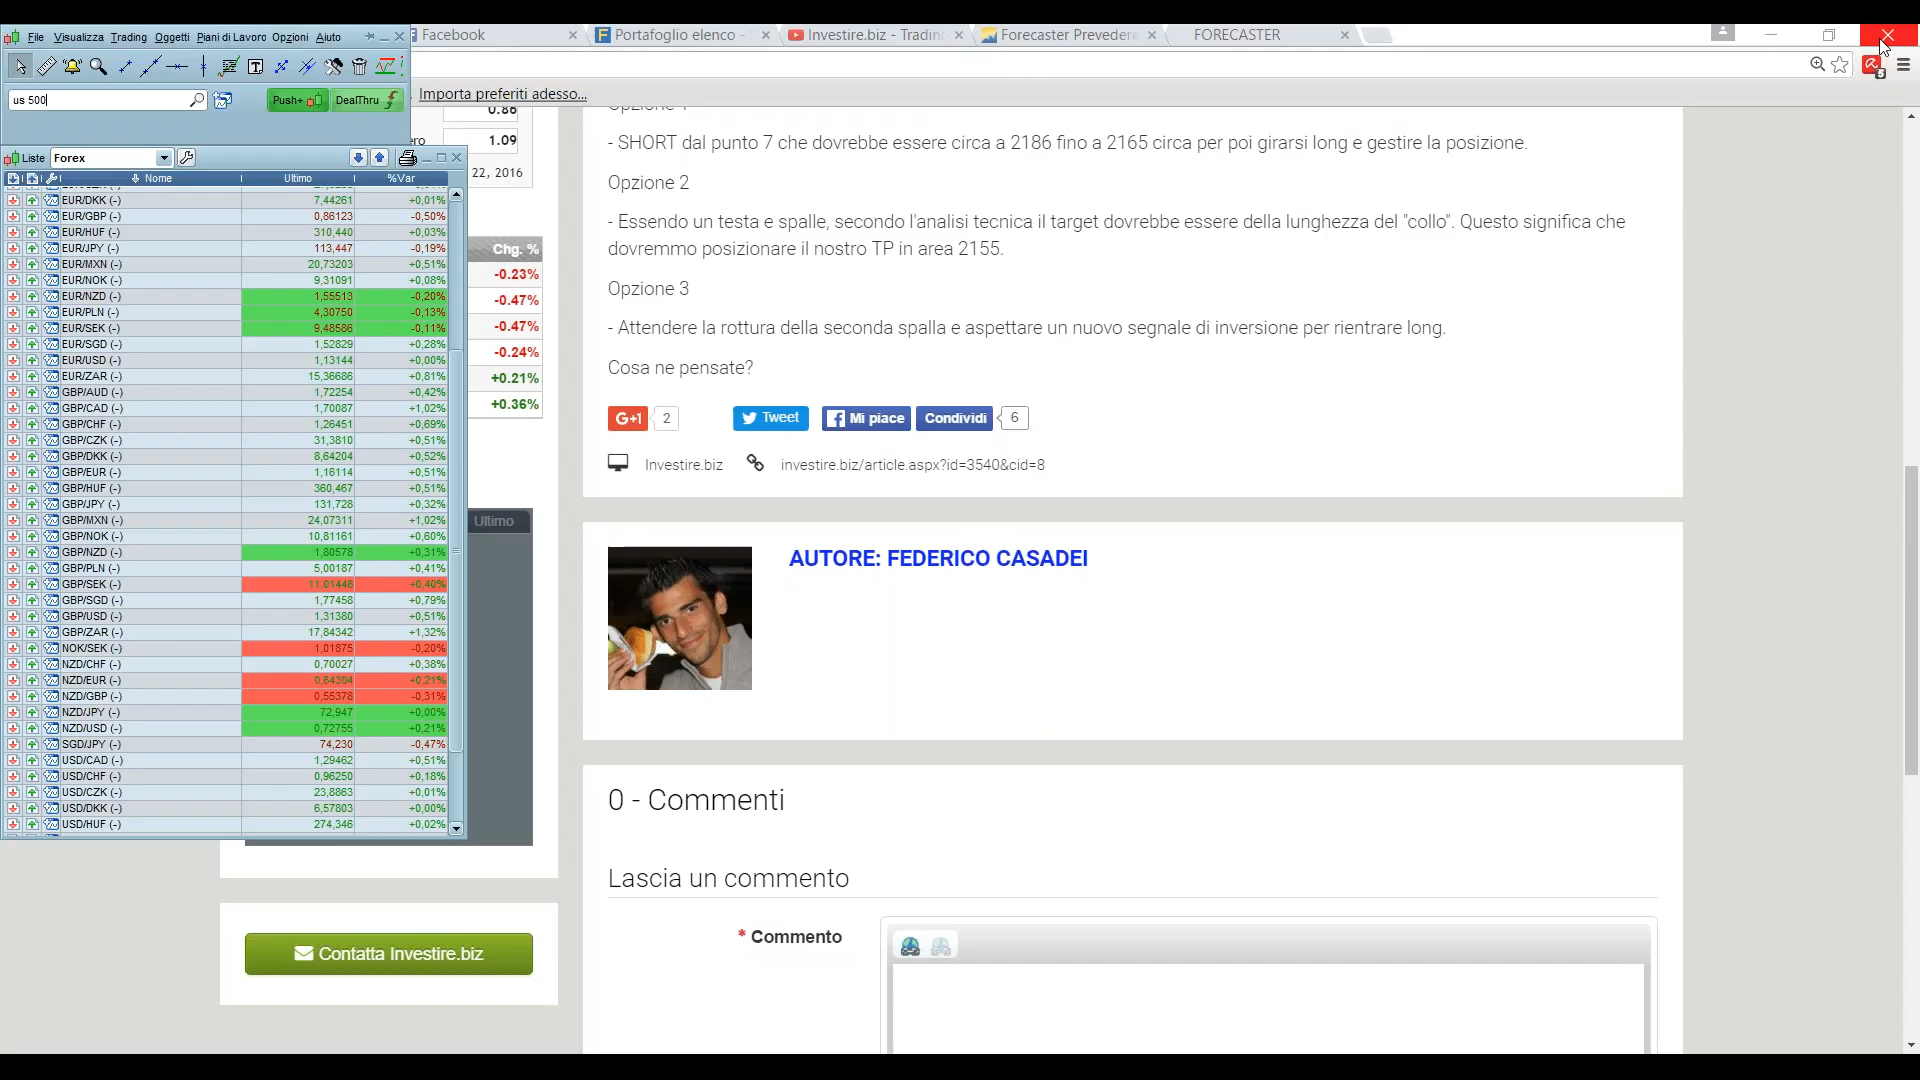 File Visualizza Trading Oggetti Piani di Lavoro Opzioni Aiuto
us 500
Push+ DealThru
Liste Forex
Nome Ultimo %Var
EUR/DKK (-) 7,44261 +0,01%
EUR/GBP (-) 0,86123 -0,50%
EUR/HUF (-) 310,440 +0,03%
EUR/JPY (-) 113,447 -0,19%
EUR/MXN (-) 20,73203 +0,51%
EUR/NOK (-) 9,31091 +0,08%
EUR/NZD (-) 1,55513 -0,20%
EUR/PLN (-) 4,30750 -0,13%
EUR/SEK (-) 9,48586 -0,11%
EUR/SGD (-) 1,52829 +0,28%
EUR/USD (-) 1,13144 +0,00%
EUR/ZAR (-) 15,36686 +0,81%
GBP/AUD (-) 1,72254 +0,42%
GBP/CAD (-) 1,70087 +1,02%
GBP/CHF (-) 1,26451 +0,69%
GBP/CZK (-) 31,3810 +0,51%
GBP/DKK (-) 8,64204 +0,52%
GBP/EUR (-) 1,16114 +0,51%
GBP/HUF (-) 360,467 +0,51%
GBP/JPY (-) 131,728 +0,32%
GBP/MXN (-) 24,07311 +1,02%
GBP/NOK (-) 10,81161 +0,60%
GBP/NZD (-) 1,80578 +0,31%
GBP/PLN (-) 5,00187 +0,41%
GBP/SEK (-) 11,01446 +0,40%
GBP/SGD (-) 1,77458 +0,79%
GBP/USD (-) 1,31380 +0,51%
GBP/ZAR (-) 17,84342 +1,32%
NOK/SEK (-) 1,01875 -0,20%
NZD/CHF (-) 0,70027 +0,38%
NZD/EUR (-) 0,64304 +0,21%
NZD/GBP (-) 0,55378 -0,31%
NZD/JPY (-) 72,947 +0,00%
NZD/USD (-) 0,72755 +0,21%
SGD/JPY (-) 74,230 -0,47%
USD/CAD (-) 1,29462 +0,51%
USD/CHF (-) 0,96250 +0,18%
USD/CZK (-) 23,8863 +0,01%
USD/DKK (-) 6,57803 +0,00%
USD/HUF (-) 274,346 +0,02%
Facebook
Portafoglio elenco -
Investire.biz - Tradin
Forecaster Prevedere
FORECASTER
Importa preferiti adesso...
0.86
1.09
22, 2016
Chg. %
-0.23%
-0.47%
-0.47%
-0.24%
+0.21%
+0.36%
Ultimo
Contatta Investire.biz
- SHORT dal punto 7 che dovrebbe essere circa a 2186 fino a 2165 circa per poi girarsi long e gestire la posizione.
Opzione 2
- Essendo un testa e spalle, secondo l'analisi tecnica il target dovrebbe essere della lunghezza del "collo". Questo significa che
dovremmo posizionare il nostro TP in area 2155.
Opzione 3
- Attendere la rottura della seconda spalla e aspettare un nuovo segnale di inversione per rientrare long.
Cosa ne pensate?
G+1 2 Tweet Mi piace Condividi 6
Investire.biz investire.biz/article.aspx?id=3540&cid=8
AUTORE: FEDERICO CASADEI
0 - Commenti
Lascia un commento
* Commento